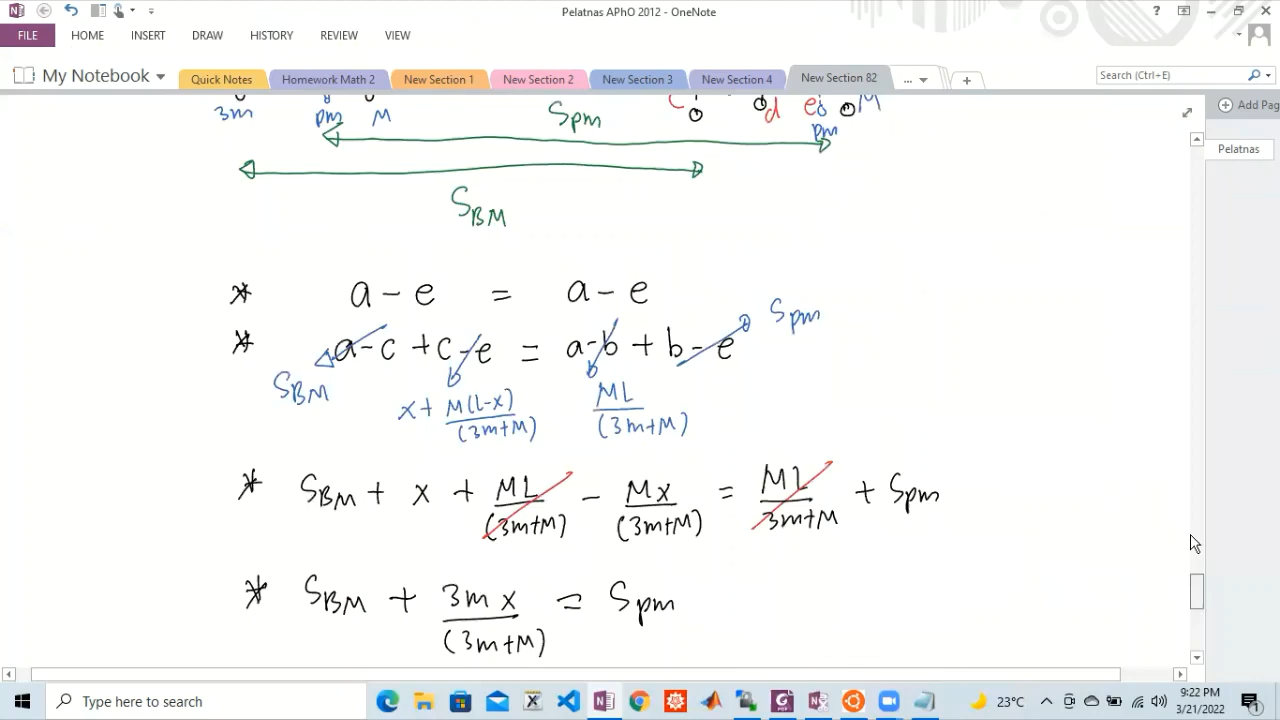 Pelatnas APhO 2012 - OneNote
FILE HOME INSERT DRAW HISTORY REVIEW VIEW
My Notebook Quick Notes Homework Math 2 New Section 1 New Section 2 New Section 3 New Section 4 New Section 82 ... + Search (Ctrl+E)
Add Pag
Pelatnas
3m pm M c d e M
pm
Spm
SBM
* a - e = a - e
Spm
* a - c + c - e = a - b + b - e
SBM
x + M(L-x)/(3m+M) ML/(3m+M)
* SBM + x + ML/(3m+M) - Mx/(3m+M) = ML/3m+M + Spm
* SBM + 3mx/(3m+M) = Spm
Type here to search 23°C 9:22 PM
3/21/2022